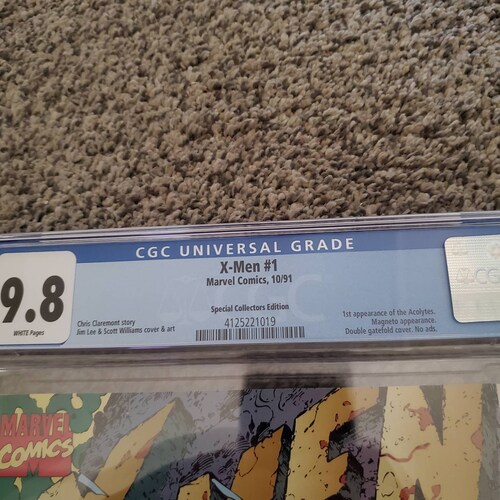 CGC UNIVERSAL GRADE
9.8
WHITE Pages
X-Men #1
Marvel Comics, 10/91
Special Collectors Edition
Chris Claremont story
Jim Lee & Scott Williams cover & art
4125221019
1st appearance of the Acolytes.
Magneto appearance.
Double gatefold cover. No ads.
CGC
MARVEL
COMICS
X-MEN